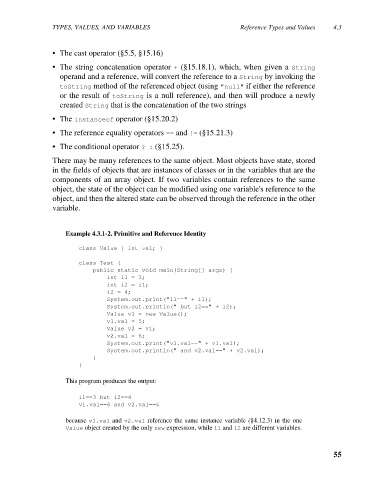 TYPES, VALUES, AND VARIABLES Reference Types and Values 4.3
• The cast operator (§5.5, §15.16)
• The string concatenation operator + (§15.18.1), which, when given a String
operand and a reference, will convert the reference to a String by invoking the
toString method of the referenced object (using "null" if either the reference
or the result of toString is a null reference), and then will produce a newly
created String that is the concatenation of the two strings
• The instanceof operator (§15.20.2)
• The reference equality operators == and != (§15.21.3)
• The conditional operator ? : (§15.25).
There may be many references to the same object. Most objects have state, stored
in the fields of objects that are instances of classes or in the variables that are the
components of an array object. If two variables contain references to the same
object, the state of the object can be modified using one variable's reference to the
object, and then the altered state can be observed through the reference in the other
variable.
Example 4.3.1-2. Primitive and Reference Identity
class Value { int val; }
class Test {
public static void main(String[] args) {
int i1 = 3;
int i2 = i1;
i2 = 4;
System.out.print("i1==" + i1);
System.out.println(" but i2==" + i2);
Value v1 = new Value();
v1.val = 5;
Value v2 = v1;
v2.val = 6;
System.out.print("v1.val==" + v1.val);
System.out.println(" and v2.val==" + v2.val);
}
}
This program produces the output:
i1==3 but i2==4
v1.val==6 and v2.val==6
because v1.val and v2.val reference the same instance variable (§4.12.3) in the one
Value object created by the only new expression, while i1 and i2 are different variables.
55